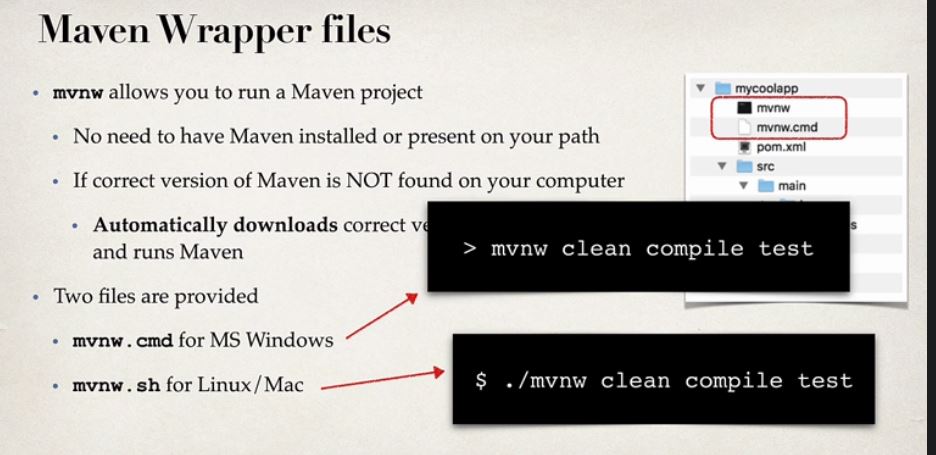 Maven Wrapper files
mvnw allows you to run a Maven project
No need to have Maven installed or present on your path
If correct version of Maven is NOT found on your computer
Automatically downloads correct
and runs Maven
Two files are provided
mvnw.cmd for MS Windows
mvnw.sh for Linux/Mac
mycoolapp
mvnw
mvnw.cmd
pom.xml
src
main
> mvnw clean compile test
$ ./mvnw clean compile test